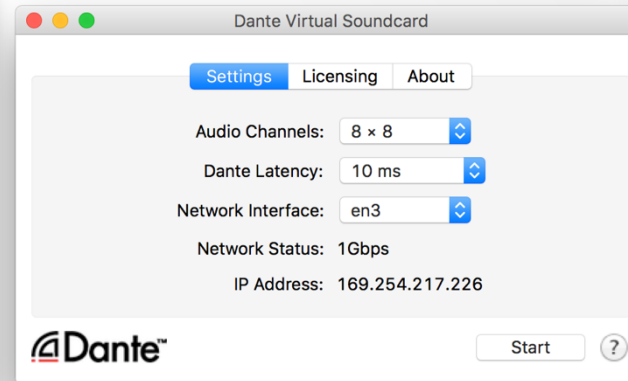 Dante Virtual Soundcard
Settings Licensing About
Audio Channels: 8 × 8
Dante Latency: 10 ms
Network Interface: en3
Network Status: 1Gbps
IP Address: 169.254.217.226
Dante™ Start ?